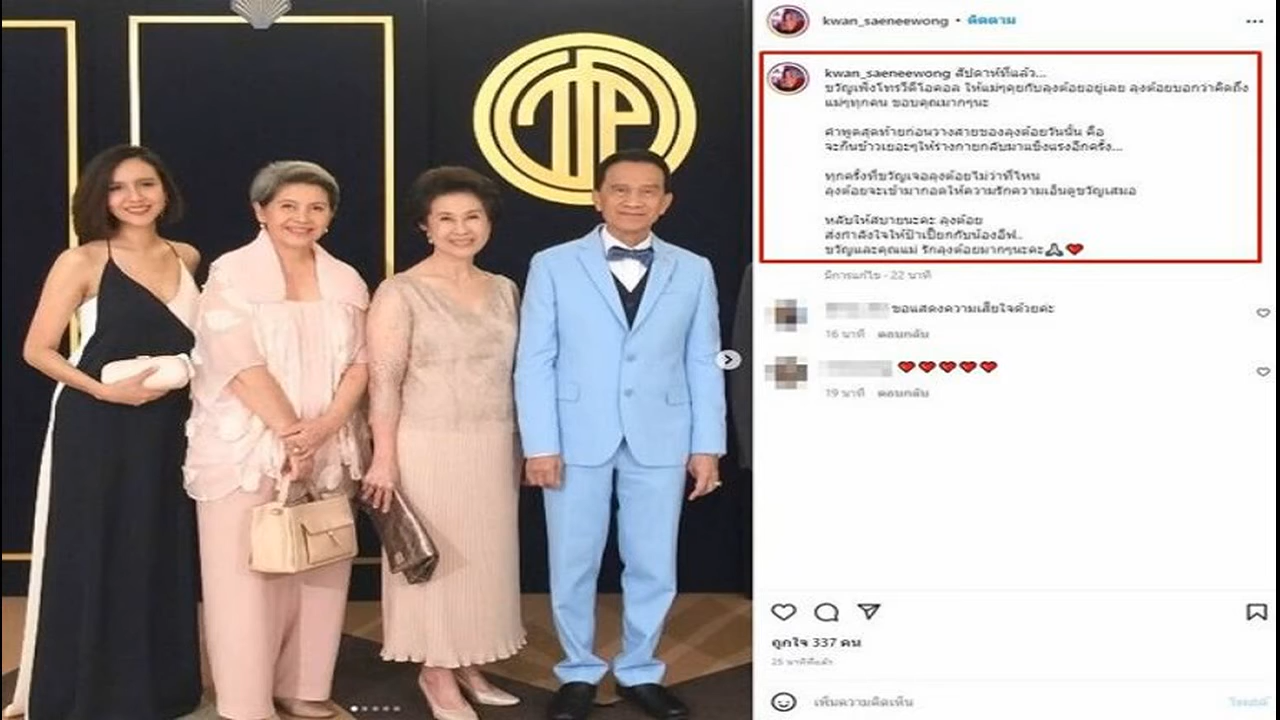 kwan_saeneewong • ติดตาม
kwan_saeneewong สัปดาห์ที่แล้ว...
ขวัญเพิ่งโทรวีดีโอคอล ให้แม่ๆคุยกับลุงต้อยอยู่เลย ลุงต้อยบอกว่าคิดถึง
แม่ๆทุกคน ขอบคุณมากๆนะ
คำพูดสุดท้ายก่อนวางสายของลุงต้อยวันนั้น คือ
จะกินข้าวเยอะๆให้ร่างกายกลับมาแข็งแรงอีกครั้ง...
ทุกครั้งที่ขวัญเจอลุงต้อยไม่ว่าที่ไหน
ลุงต้อยจะเข้ามากอดให้ความรักความเอ็นดูขวัญเสมอ
หลับให้สบายนะคะ ลุงต้อย
ส่งกำลังใจให้ป้าเปี๊ยกกับน้องอีฟ..
ขวัญและคุณแม่ รักลุงต้อยมากๆนะคะ🙏❤️
มีการแก้ไข · 22 นาที
ขอแสดงความเสียใจด้วยค่ะ
16 นาที ตอบกลับ
❤️❤️❤️❤️❤️
19 นาที ตอบกลับ
ถูกใจ 337 คน
25 นาทีที่แล้ว
เพิ่มความคิดเห็น
โพสต์